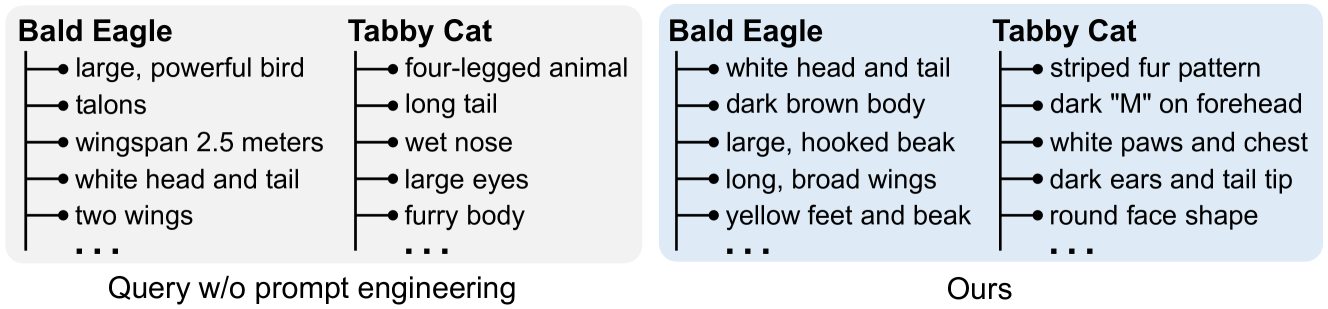 Bald Eagle
large, powerful bird
talons
wingspan 2.5 meters
white head and tail
two wings
...
Tabby Cat
four-legged animal
long tail
wet nose
large eyes
furry body
...
Query w/o prompt engineering
Bald Eagle
white head and tail
dark brown body
large, hooked beak
long, broad wings
yellow feet and beak
...
Tabby Cat
striped fur pattern
dark "M" on forehead
white paws and chest
dark ears and tail tip
round face shape
...
Ours